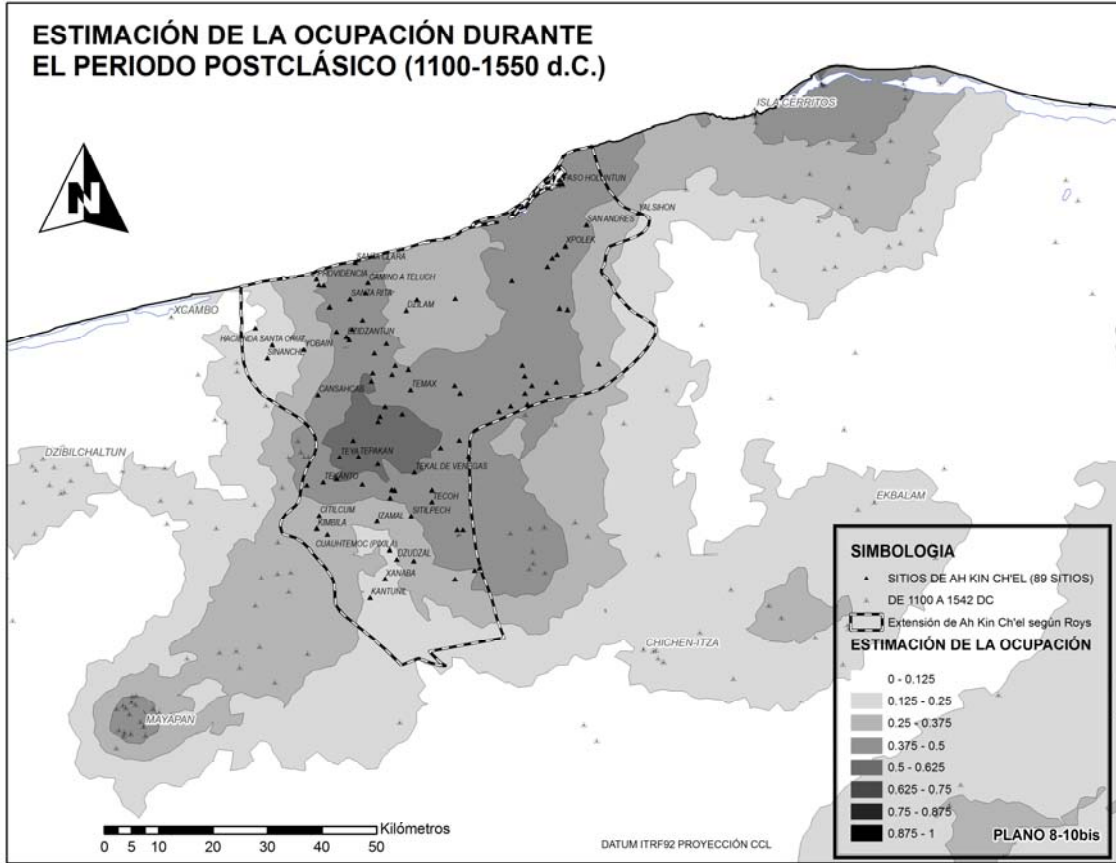 ESTIMACIÓN DE LA OCUPACIÓN DURANTE
EL PERIODO POSTCLÁSICO (1100-1550 d.C.)
N
ISLA CERRITOS
PASO HOLUNTUN
YALSIHON
SAN ANDRES
XPOLEK
SANTA CLARA
PROVIDENCIA
CAMINO A TELUCH
SANTA RITA
DZILAM
XCAMBO
DZIDZANTUN
HACIENDA SANTA CRUZ
YOBAIN
SINANCHE
CANSAHCAB
TEMAX
DZIBILCHALTUN
TEYA TEPAKAN
TEKAL DE VENEGAS
TEKANTO
TECOH
EKBALAM
CITILCUM
IZAMAL
SITILPECH
KIMBILA
CUAUHTEMOC (PIXILA)
DZUDZAL
XANABA
KANTUNIL
CHICHEN-ITZA
MAYAPAN
SIMBOLOGIA
SITIOS DE AH KIN CH'EL (89 SITIOS)
DE 1100 A 1542 DC
Extensión de Ah Kin Ch'el según Roys
ESTIMACIÓN DE LA OCUPACIÓN
0 - 0.125
0.125 - 0.25
0.25 - 0.375
0.375 - 0.5
0.5 - 0.625
0.625 - 0.75
0.75 - 0.875
0.875 - 1
PLANO 8-10bis
Kilómetros
0 5 10 20 30 40 50
DATUM ITRF92 PROYECCIÓN CCL